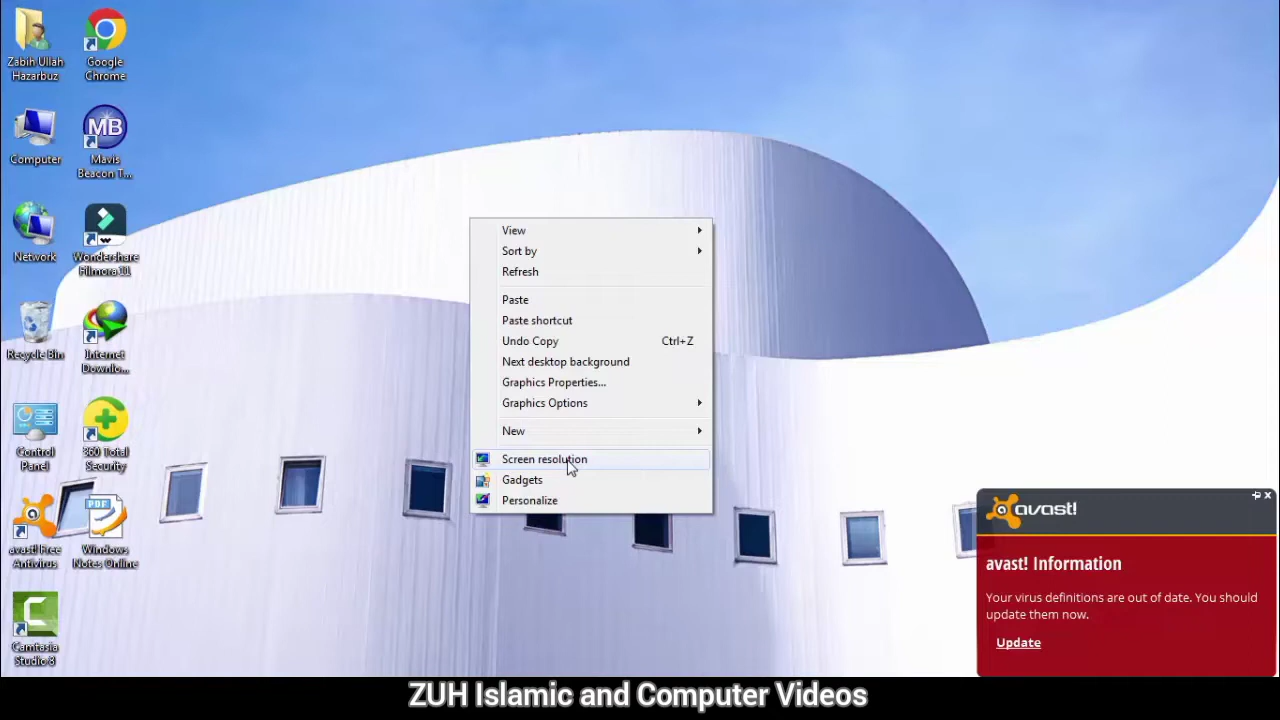 Zabih Ullah
Hazarbuz
Google
Chrome
Computer
MB
Mavis
Beacon T...
Network
Wondershare
Filmora 11
Recycle Bin
Internet
Downlo...
Control
Panel
360 Total
Security
avast! Free
Antivirus
PDF
Windows
Notes Online
Camtasia
Studio 8
View
Sort by
Refresh
Paste
Paste shortcut
Undo Copy Ctrl+Z
Next desktop background
Graphics Properties...
Graphics Options
New
Screen resolution
Gadgets
Personalize
avast!
avast! Information
Your virus definitions are out of date. You should
update them now.
Update
ZUH Islamic and Computer Videos